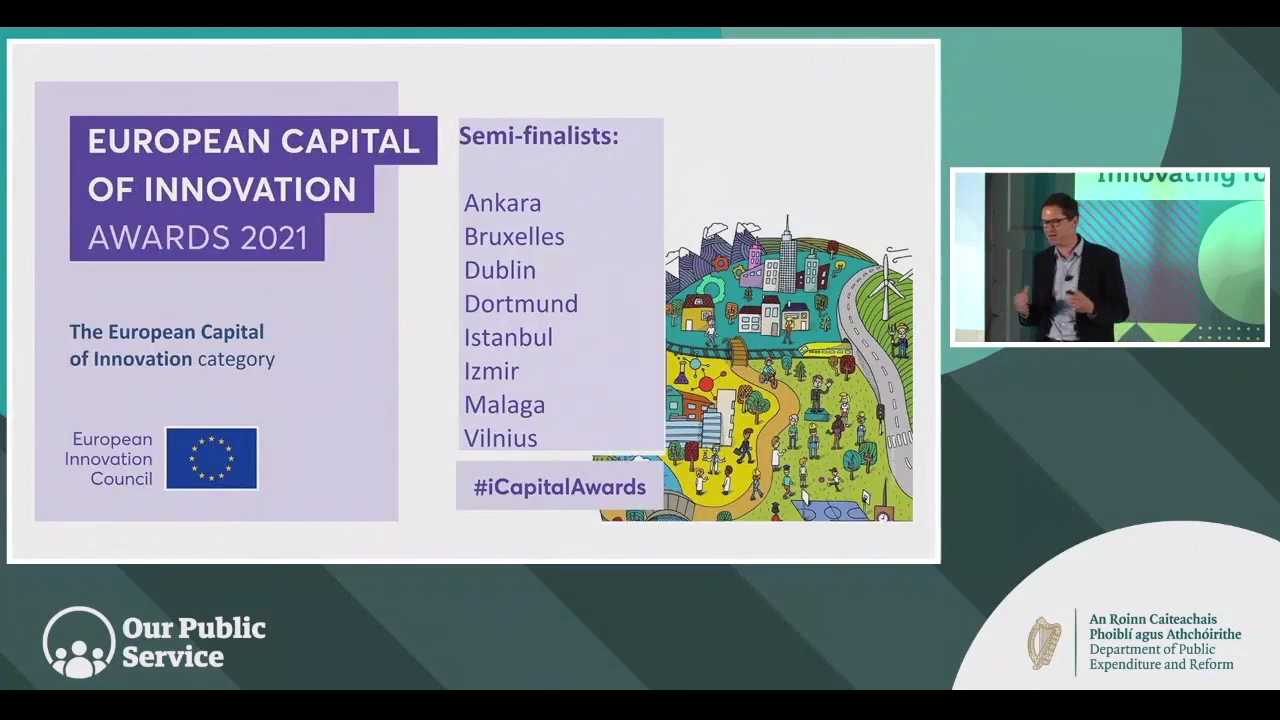 EUROPEAN CAPITAL
OF INNOVATION
AWARDS 2021
The European Capital
of Innovation category
European
Innovation
Council
Semi-finalists:
Ankara
Bruxelles
Dublin
Dortmund
Istanbul
Izmir
Malaga
Vilnius
#iCapitalAwards
Innovating fo
Our Public
Service
An Roinn Caiteachais
Phoiblí agus Athchóirithe
Department of Public
Expenditure and Reform